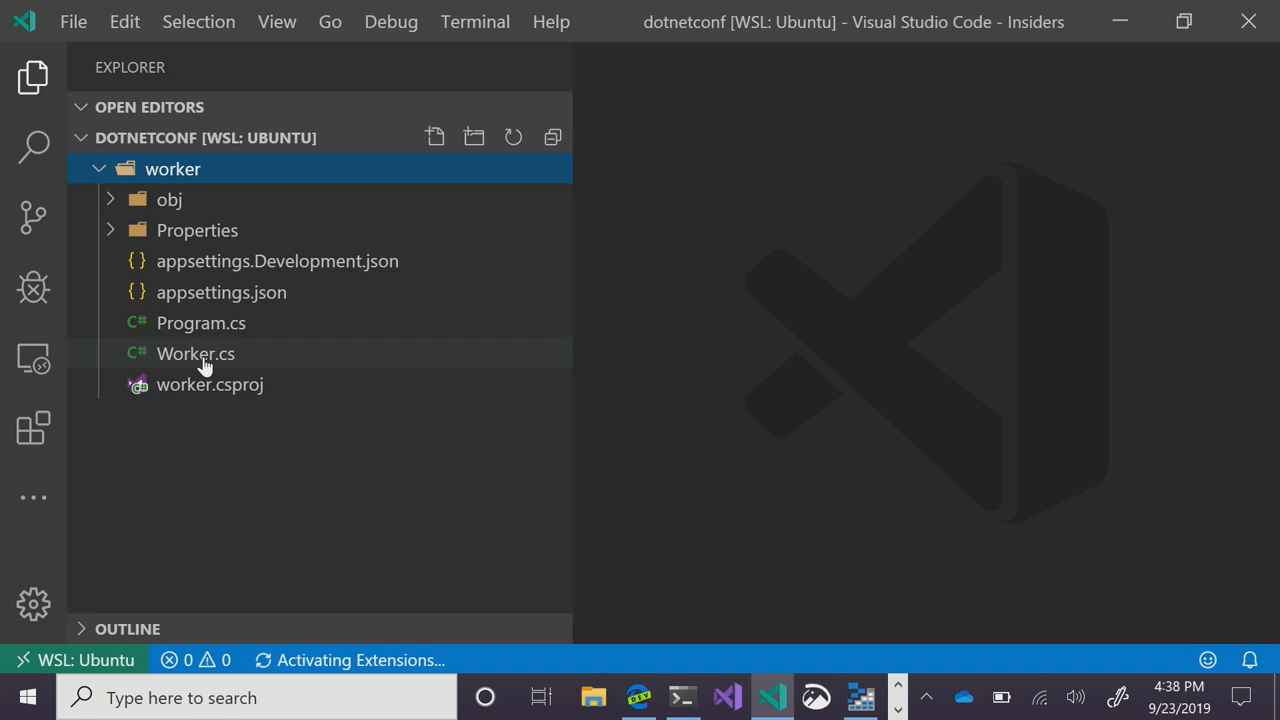 File Edit Selection View Go Debug Terminal Help dotnetconf [WSL: Ubuntu] - Visual Studio Code - Insiders
EXPLORER
OPEN EDITORS
DOTNETCONF [WSL: UBUNTU]
worker
obj
Properties
{} appsettings.Development.json
{} appsettings.json
C# Program.cs
C# Worker.cs
worker.csproj
OUTLINE
WSL: Ubuntu 0 0 Activating Extensions...
Type here to search
DEV
4:38 PM
9/23/2019